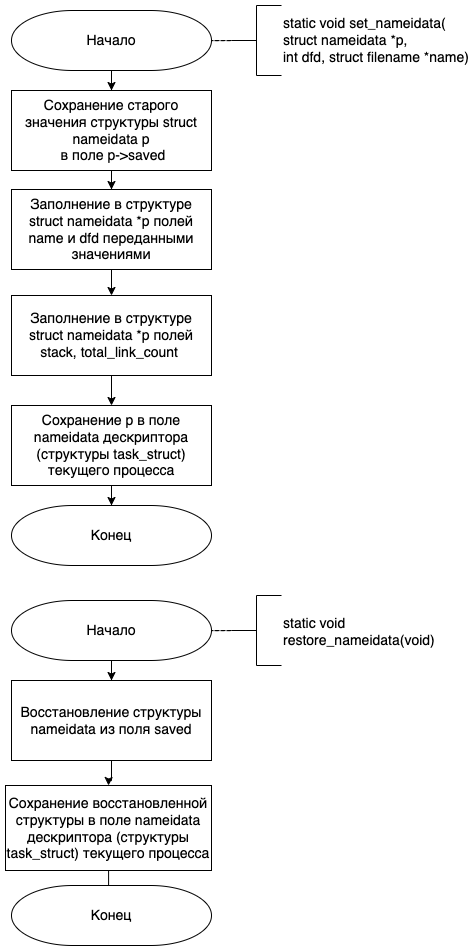 Начало
static void set_nameidata(
struct nameidata *p,
int dfd, struct filename *name)
Сохранение старого
значения структуры struct
nameidata p
в поле p->saved
Заполнение в структуре
struct nameidata *p полей
name и dfd переданными
значениями
Заполнение в структуре
struct nameidata *p полей
stack, total_link_count
Сохранение p в поле
nameidata дескриптора
(структуры task_struct)
текущего процесса
Конец
Начало
static void
restore_nameidata(void)
Восстановление структуры
nameidata из поля saved
Сохранение восстановленной
структуры в поле nameidata
дескриптора (структуры
task_struct) текущего процесса
Конец